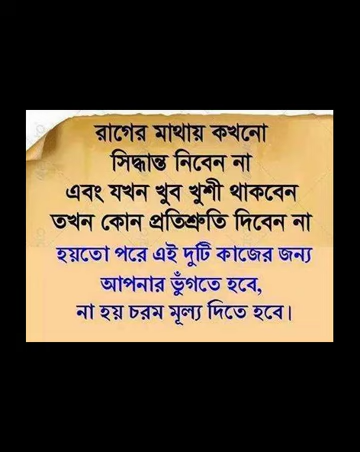 রাগের মাথায় কখনো
সিদ্ধান্ত নিবেন না
এবং যখন খুব খুশী থাকবেন
তখন কোন প্রতিশ্রুতি দিবেন না
হয়তো পরে এই দুটি কাজের জন্য
আপনার ভুঁগতে হবে,
না হয় চরম মূল্য দিতে হবে।